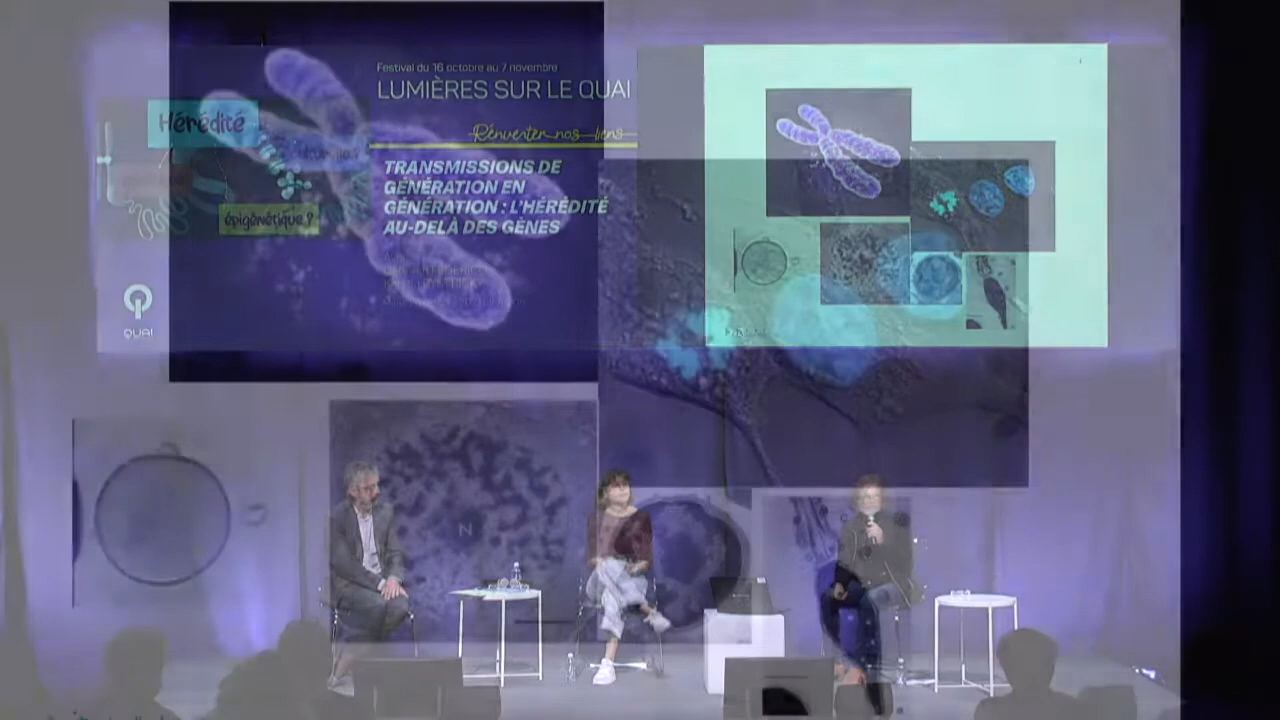 Festival du 16 octobre au 7 novembre
LUMIÈRES SUR LE QUAI
Réinventer nos liens
Hérédité
épigénétique ?
TRANSMISSIONS DE
GÉNÉRATION EN
GÉNÉRATION : L'HÉRÉDITÉ
AU-DELÀ DES GÈNES
QUAI
N